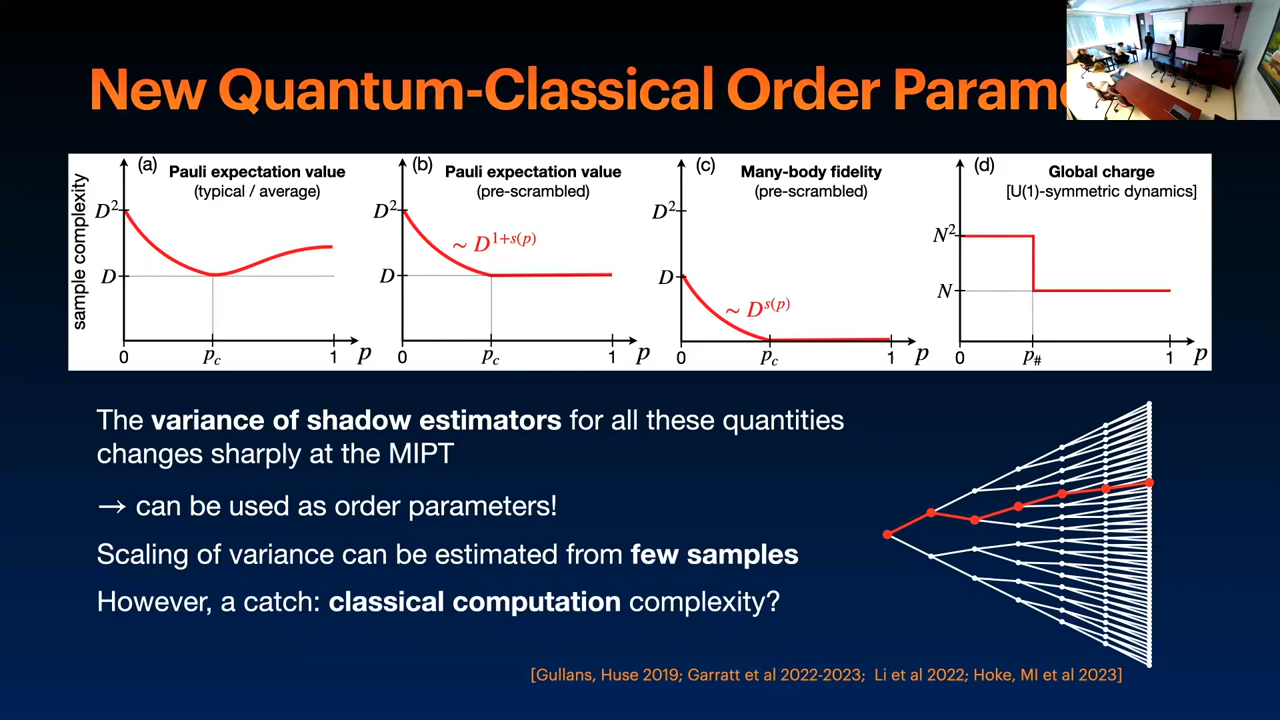 New Quantum-Classical Order Param
(a) Pauli expectation value
(typical / average)
sample complexity
D²
D
0
p_c
1
p
(b) Pauli expectation value
(pre-scrambled)
D²
~ D^{1+s(p)}
D
0
p_c
1
p
(c) Many-body fidelity
(pre-scrambled)
D²
D
~ D^{s(p)}
0
p_c
1
p
(d) Global charge
[U(1)-symmetric dynamics]
N²
N
0
p_#
1
p
The variance of shadow estimators for all these quantities
changes sharply at the MIPT
→ can be used as order parameters!
Scaling of variance can be estimated from few samples
However, a catch: classical computation complexity?
[Gullans, Huse 2019; Garratt et al 2022-2023; Li et al 2022; Hoke, MI et al 2023]